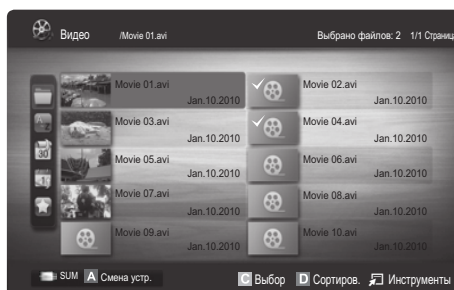 Видео /Movie 01.avi Выбрано файлов: 2 1/1 Страница
Movie 01.avi Movie 02.avi
Jan.10.2010 Jan.10.2010
Movie 03.avi Movie 04.avi
Jan.10.2010 Jan.10.2010
30
Movie 05.avi Movie 06.avi
Jan.10.2010 Jan.10.2010
Movie 07.avi Movie 08.avi
Jan.10.2010 Jan.10.2010
Movie 09.avi Movie 10.avi
Jan.10.2010 Jan.10.2010
SUM A Смена устр. C Выбор D Сортиров. Инструменты